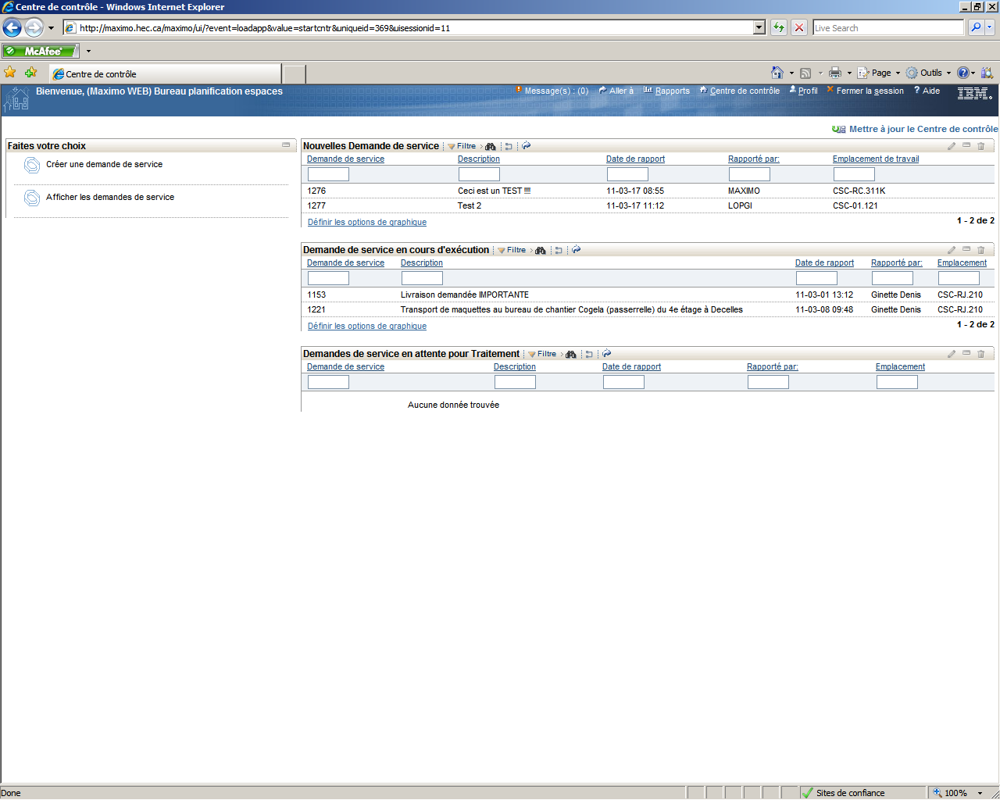 Centre de contrôle - Windows Internet Explorer
http://maximo.hec.ca/maximo/ui/?event=loadapp&value=startcntr&uniqueid=369&uisessionid=11
Live Search
McAfee
Centre de contrôle
Page
Outils
Bienvenue, (Maximo WEB) Bureau planification espaces
Message(s) : (0) Aller à Rapports Centre de contrôle Profil Fermer la session ? Aide IBM.
Mettre à jour le Centre de contrôle
Faites votre choix
Créer une demande de service
Afficher les demandes de service
Nouvelles Demande de service Filtre
Demande de service Description Date de rapport Rapporté par: Emplacement de travail
1276 Ceci est un TEST 11-03-17 08:55 MAXIMO CSC-RC.311K
1277 Test 2 11-03-17 11:12 LOPGI CSC-01.121
Définir les options de graphique 1 - 2 de 2
Demande de service en cours d'exécution Filtre
Demande de service Description Date de rapport Rapporté par: Emplacement
1153 Livraison demandée IMPORTANTE 11-03-01 13:12 Ginette Denis CSC-RJ.210
1221 Transport de maquettes au bureau de chantier Cogela (passerrelle) du 4e étage à Decelles 11-03-08 09:48 Ginette Denis CSC-RJ.210
Définir les options de graphique 1 - 2 de 2
Demandes de service en attente pour Traitement Filtre
Demande de service Description Date de rapport Rapporté par: Emplacement
Aucune donnée trouvée
Done Sites de confiance 100%